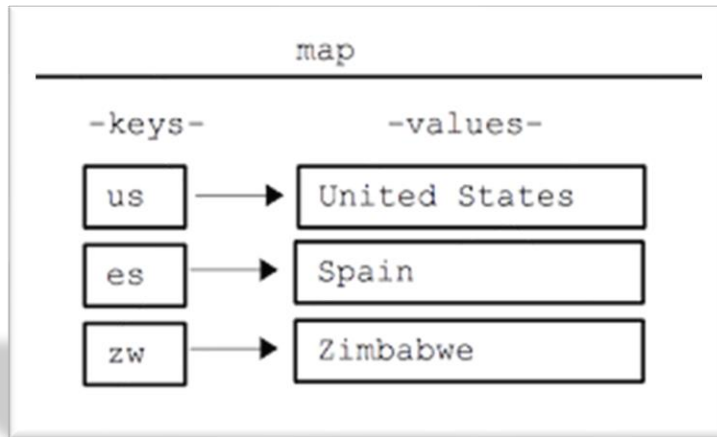 map
-keys- -values-
us United States
es Spain
zw Zimbabwe